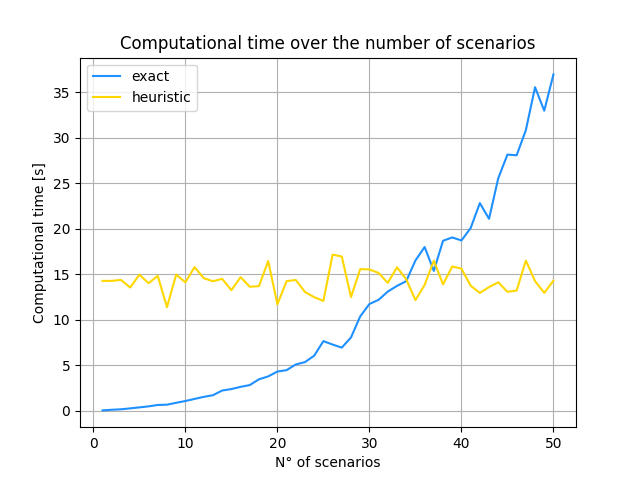 Computational time over the number of scenarios
exact
heuristic
Computational time [s]
35
30
25
20
15
10
5
0
0 10 20 30 40 50
N° of scenarios